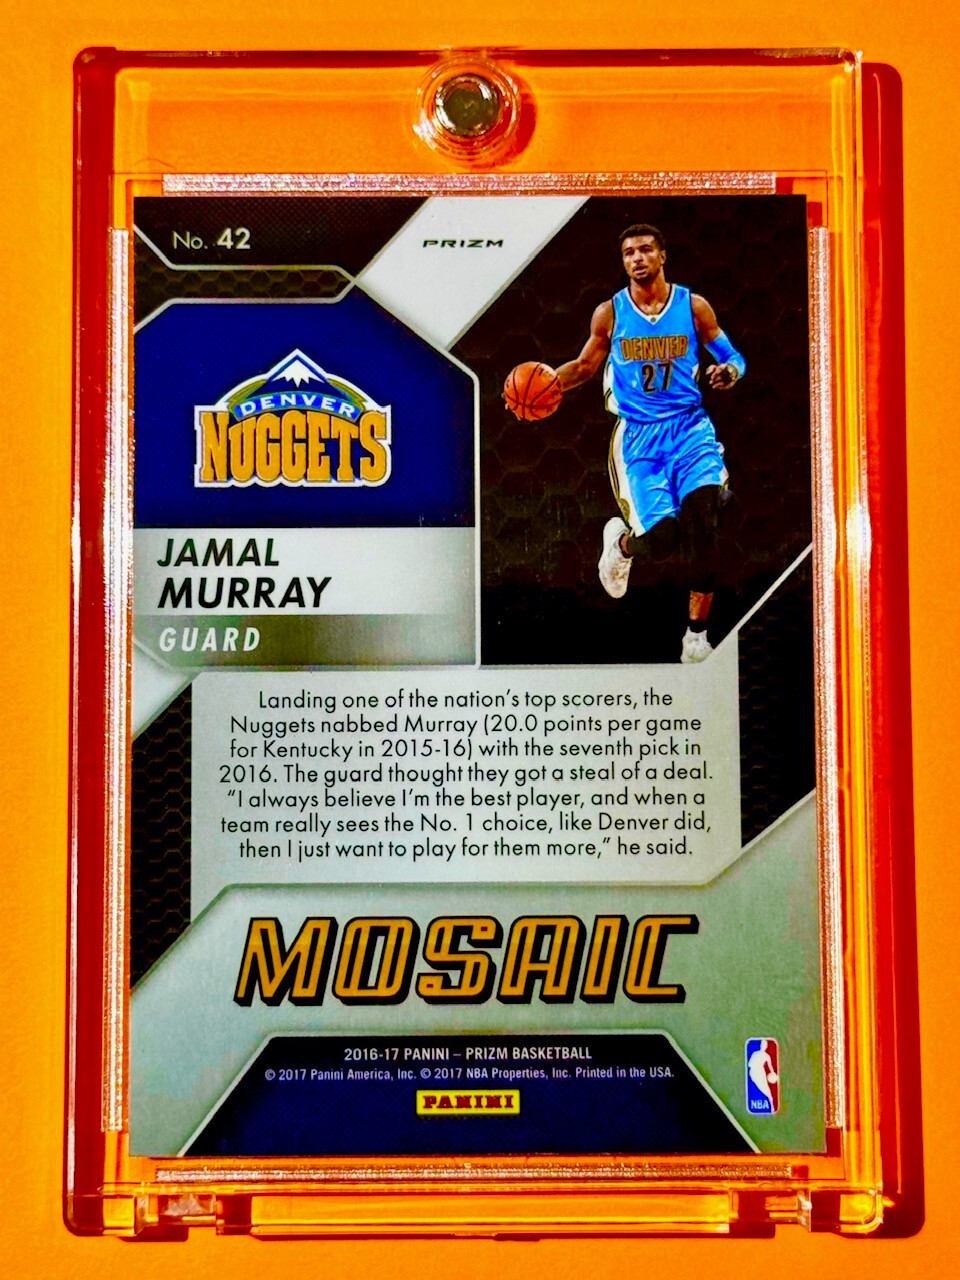 No. 42
PRIZM
DENVER
27
DENVER
NUGGETS
JAMAL
MURRAY
GUARD
Landing one of the nation's top scorers, the
Nuggets nabbed Murray (20.0 points per game
for Kentucky in 2015-16) with the seventh pick in
2016. The guard thought they got a steal of a deal.
“I always believe I'm the best player, and when a
team really sees the No. 1 choice, like Denver did,
then I just want to play for them more,” he said.
MOSAIC
2016-17 PANINI – PRIZM BASKETBALL
© 2017 Panini America, Inc. © 2017 NBA Properties, Inc. Printed in the USA.
PANINI
NBA